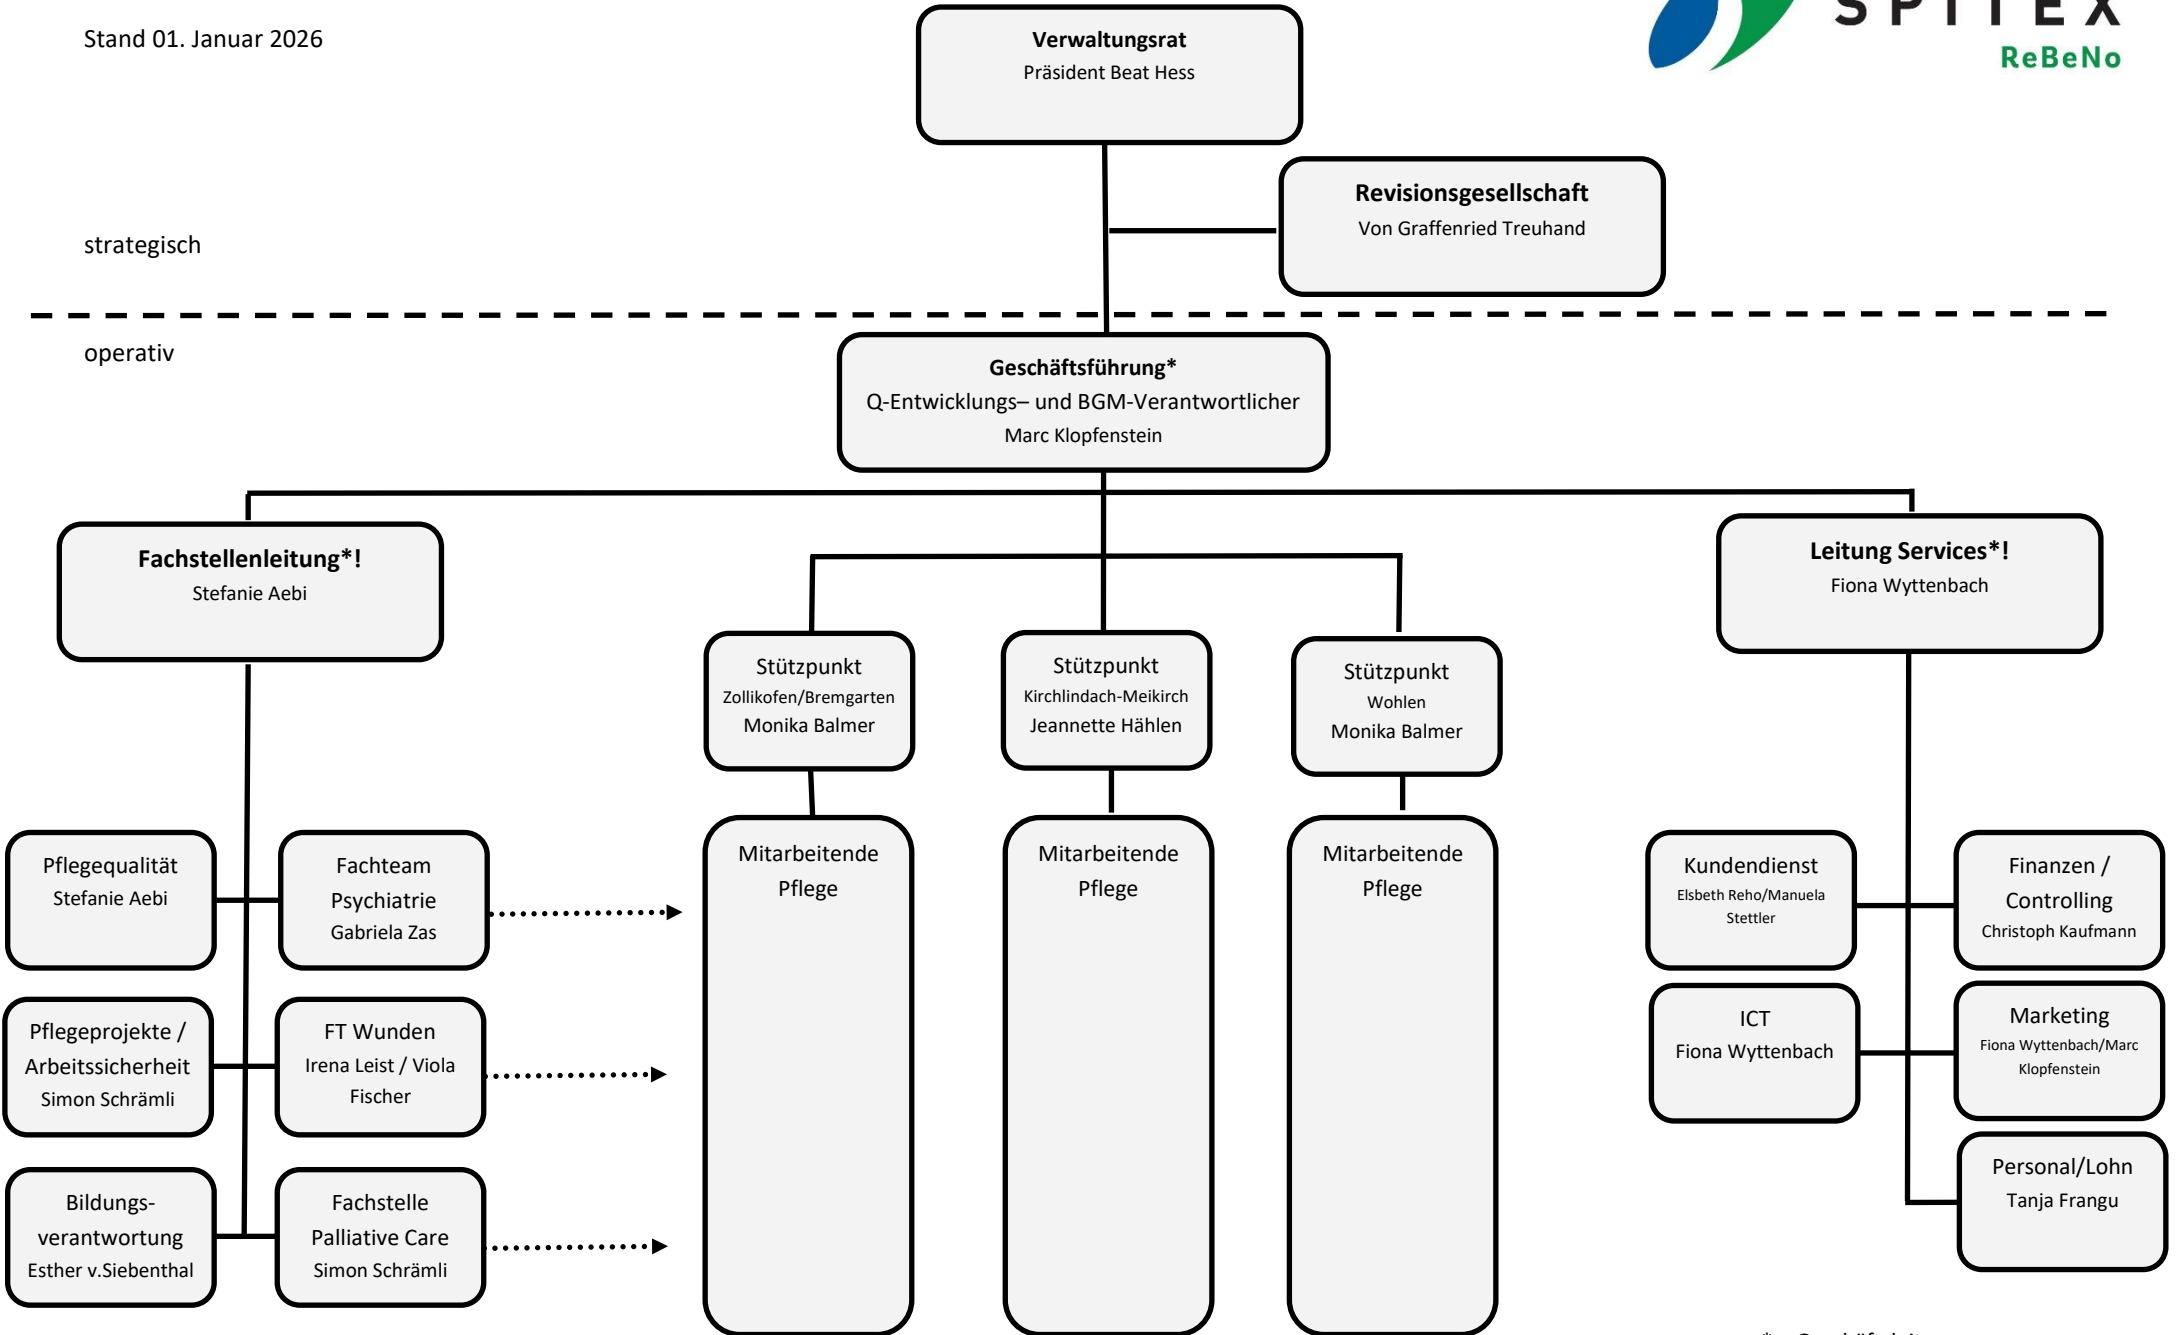 Stand 01. Januar 2026
SPITEX
ReBeNo
Verwaltungsrat
Präsident Beat Hess
Revisionsgesellschaft
Von Graffenried Treuhand
strategisch
operativ
Geschäftsführung*
Q-Entwicklungs– und BGM-Verantwortlicher
Marc Klopfenstein
Fachstellenleitung*!
Stefanie Aebi
Leitung Services*!
Fiona Wyttenbach
Stützpunkt
Zollikofen/Bremgarten
Monika Balmer
Stützpunkt
Kirchlindach-Meikirch
Jeannette Hählen
Stützpunkt
Wohlen
Monika Balmer
Pflegequalität
Stefanie Aebi
Fachteam
Psychiatrie
Gabriela Zas
Mitarbeitende
Pflege
Mitarbeitende
Pflege
Mitarbeitende
Pflege
Kundendienst
Elsbeth Reho/Manuela
Stettler
Finanzen /
Controlling
Christoph Kaufmann
Pflegeprojekte /
Arbeitssicherheit
Simon Schrämli
FT Wunden
Irena Leist / Viola
Fischer
ICT
Fiona Wyttenbach
Marketing
Fiona Wyttenbach/Marc
Klopfenstein
Bildungs-
verantwortung
Esther v.Siebenthal
Fachstelle
Palliative Care
Simon Schrämli
Personal/Lohn
Tanja Frangu